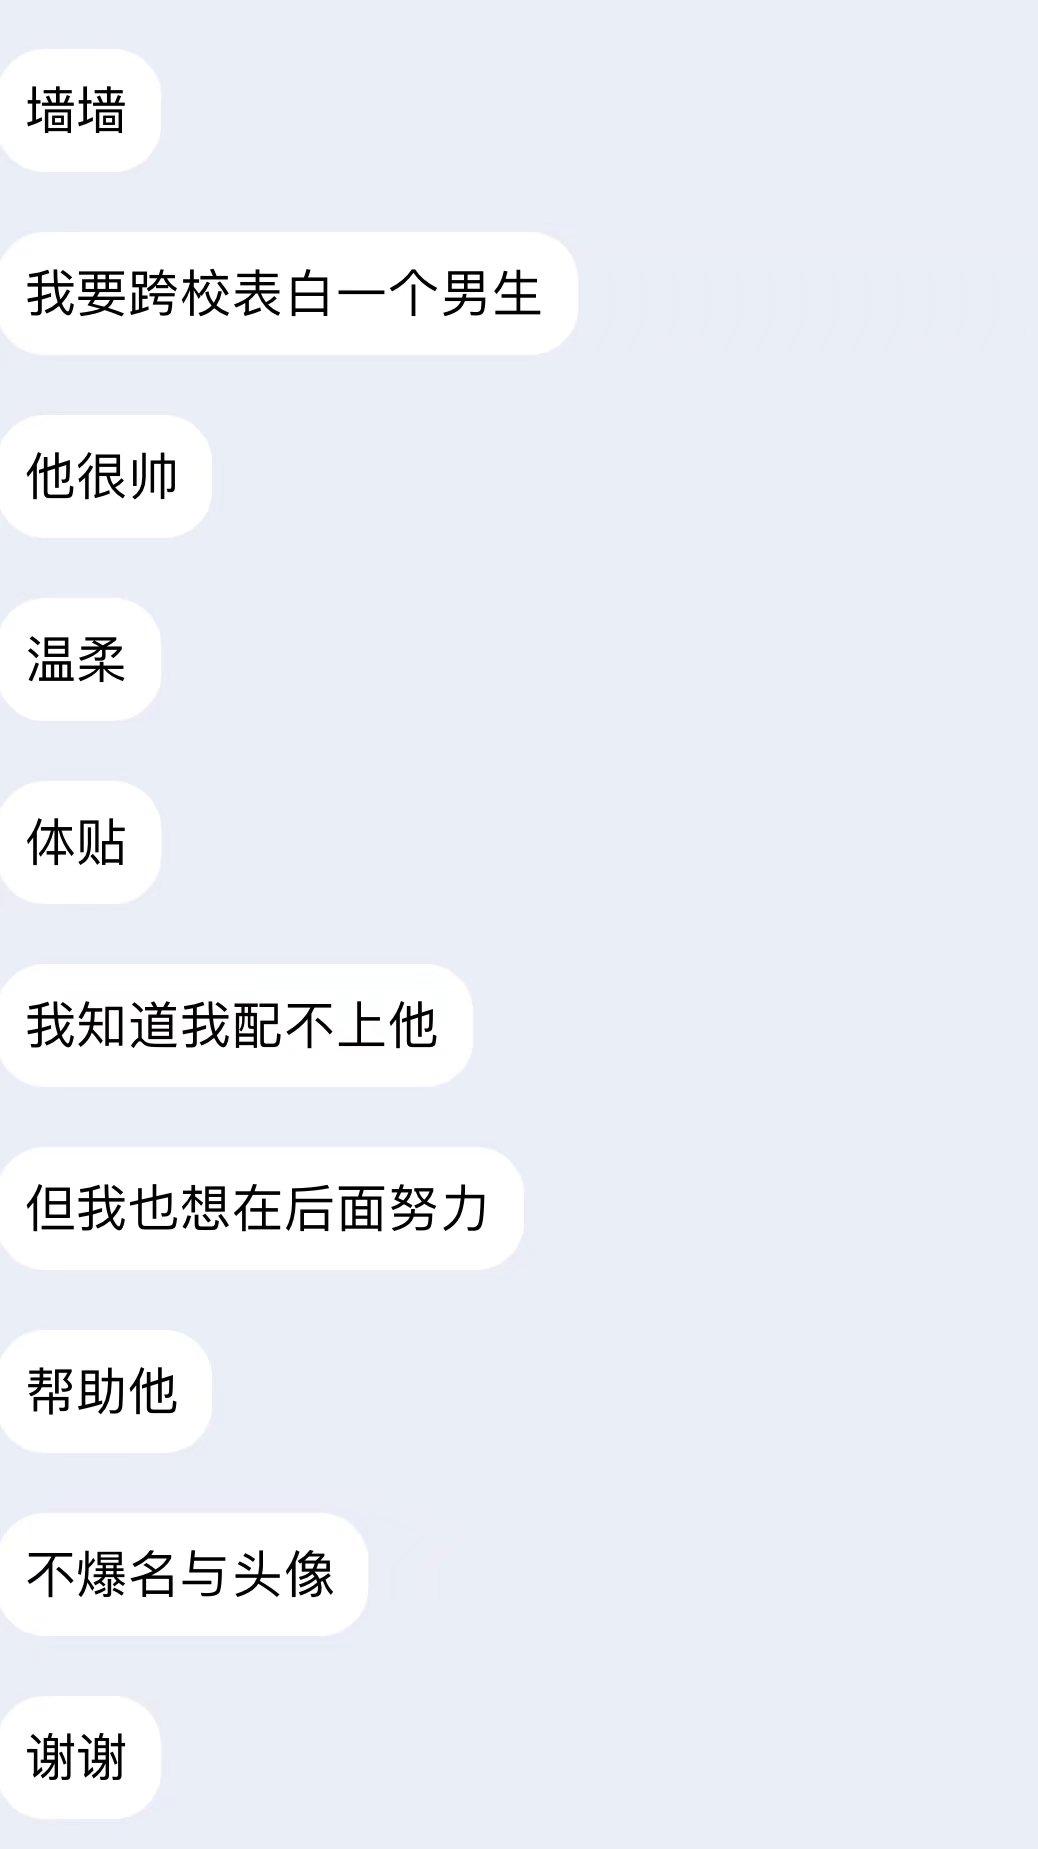 墙墙
我要跨校表白一个男生
他很帅
温柔
体贴
我知道我配不上他
但我也想在后面努力
帮助他
不爆名与头像
谢谢